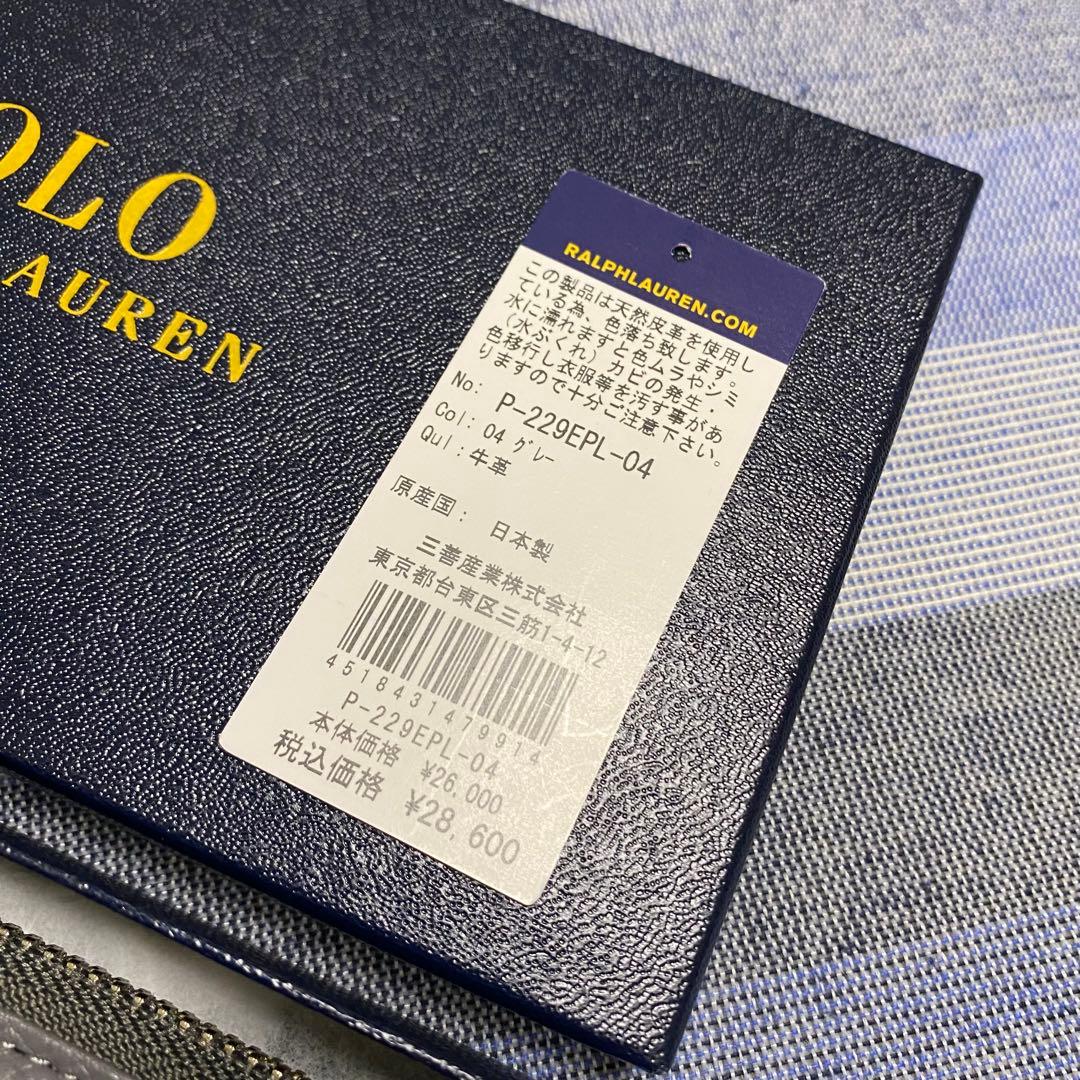 OLO
LAUREN
RALPHLAUREN.COM
この製品は天然皮革を使用し
ている為、色落ち致します。
水に濡れますと色ムラやシミ
（水ぶくれ）カビの発生・
色移行し衣服等を汚す事があ
りますので十分ご注意下さい。
No: P-229EPL-04
Col: 04 ｸﾞﾚｰ
Qul:牛革
原産国: 日本製
三善産業株式会社
東京都台東区三筋1-4-12
4518431479914
P-229EPL-04
本体価格 ¥26,000
税込価格 ¥28,600